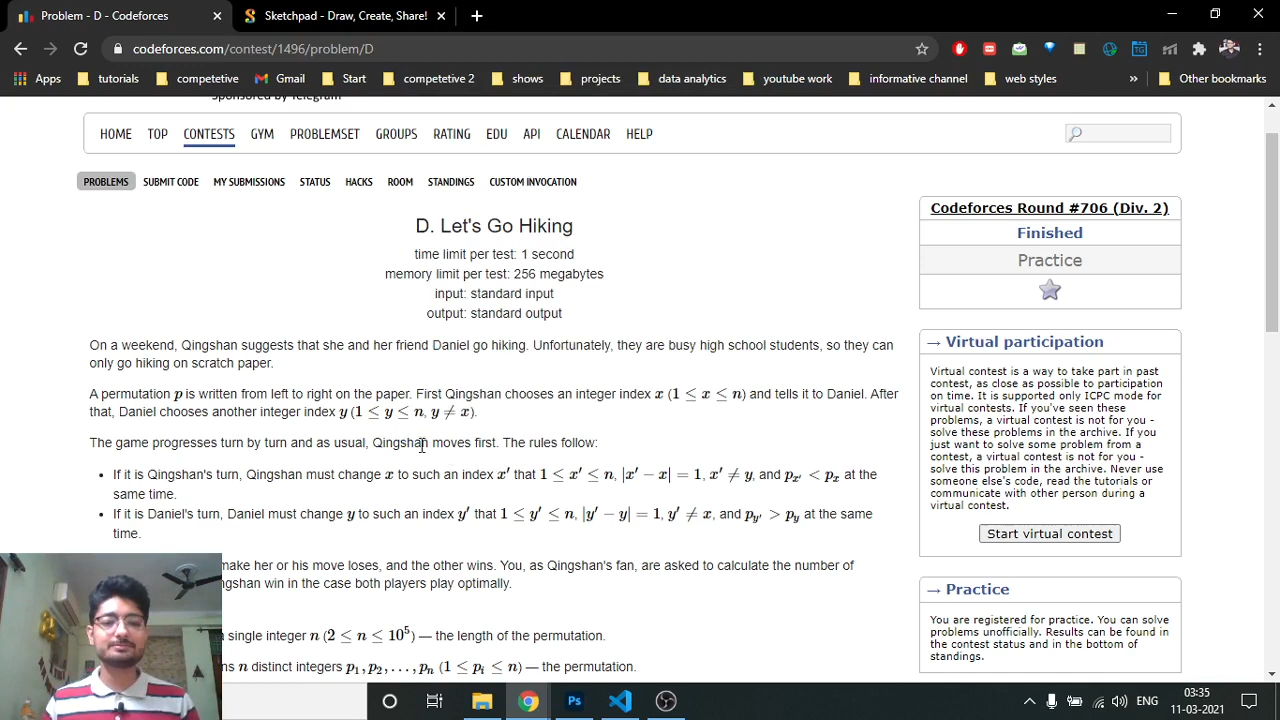 Problem - D - Codeforces
Sketchpad - Draw, Create, Share!
codeforces.com/contest/1496/problem/D
Apps tutorials competetive Gmail Start competetive 2 shows projects data analytics youtube work informative channel web styles » Other bookmarks
Sponsored by Telegram
HOME TOP CONTESTS GYM PROBLEMSET GROUPS RATING EDU API CALENDAR HELP
PROBLEMS SUBMIT CODE MY SUBMISSIONS STATUS HACKS ROOM STANDINGS CUSTOM INVOCATION
D. Let's Go Hiking
time limit per test: 1 second
memory limit per test: 256 megabytes
input: standard input
output: standard output
On a weekend, Qingshan suggests that she and her friend Daniel go hiking. Unfortunately, they are busy high school students, so they can
only go hiking on scratch paper.
A permutation p is written from left to right on the paper. First Qingshan chooses an integer index x (1 ≤ x ≤ n) and tells it to Daniel. After
that, Daniel chooses another integer index y (1 ≤ y ≤ n, y ≠ x).
The game progresses turn by turn and as usual, Qingshan moves first. The rules follow:
• If it is Qingshan's turn, Qingshan must change x to such an index x′ that 1 ≤ x′ ≤ n, |x′ − x| = 1, x′ ≠ y, and pₓ′ < pₓ at the
same time.
• If it is Daniel's turn, Daniel must change y to such an index y′ that 1 ≤ y′ ≤ n, |y′ − y| = 1, y′ ≠ x, and p_y′ > p_y at the same
time.
make her or his move loses, and the other wins. You, as Qingshan's fan, are asked to calculate the number of
ngshan win in the case both players play optimally.
single integer n (2 ≤ n ≤ 10⁵) — the length of the permutation.
ns n distinct integers p₁, p₂, . . . , pₙ (1 ≤ pᵢ ≤ n) — the permutation.
Codeforces Round #706 (Div. 2)
Finished
Practice
→ Virtual participation
Virtual contest is a way to take part in past
contest, as close as possible to participation
on time. It is supported only ICPC mode for
virtual contests. If you've seen these
problems, a virtual contest is not for you -
solve these problems in the archive. If you
just want to solve some problem from a
contest, a virtual contest is not for you -
solve this problem in the archive. Never use
someone else's code, read the tutorials or
communicate with other person during a
virtual contest.
Start virtual contest
→ Practice
You are registered for practice. You can solve
problems unofficially. Results can be found
in the contest status and in the bottom of
standings.
ENG
03:35
11-03-2021